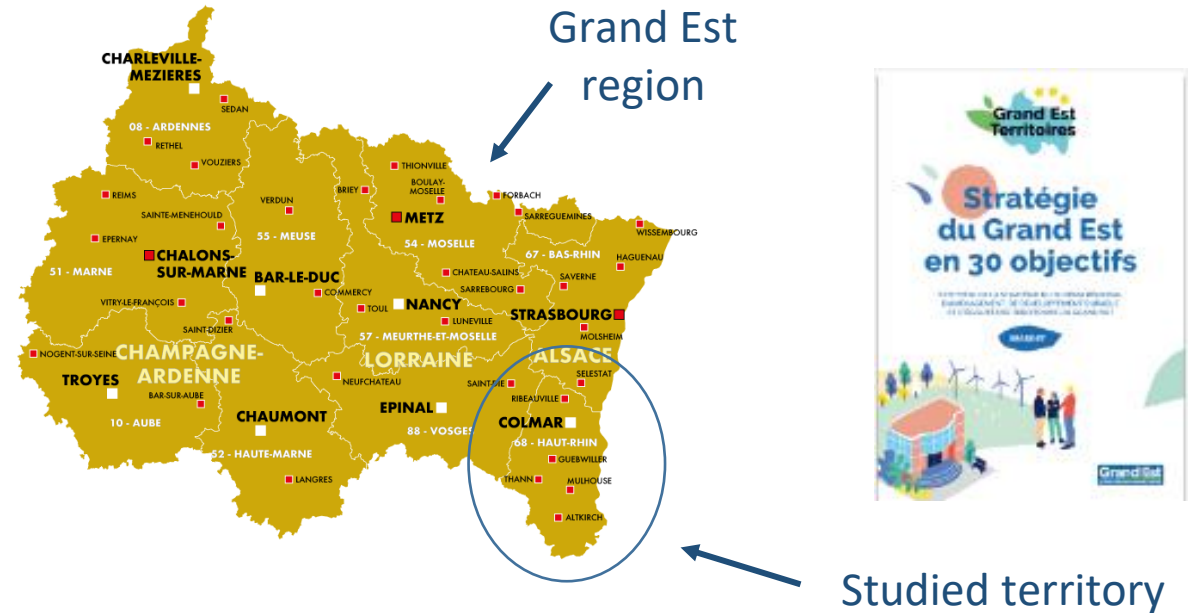 Grand Est
region
CHARLEVILLE-
MEZIERES
SEDAN
08 - ARDENNES
RETHEL
VOUZIERS
THIONVILLE
BOULAY-
MOSELLE
BRIEY
FORBACH
REIMS
VERDUN
SARREGUEMINES
SAINTE-MENEHOULD
METZ
WISSEMBOURG
55 - MEUSE
54 - MOSELLE
EPERNAY
67 - BAS-RHIN
CHALONS-
SUR-MARNE
HAGUENAU
51 - MARNE
BAR-LE-DUC
CHATEAU-SALINS
SAVERNE
SARREBOURG
COMMERCY
VITRY-LE-FRANÇOIS
TOUL
NANCY
STRASBOURG
LUNEVILLE
SAINT-DIZIER
57 - MEURTHE-ET-MOSELLE
MOLSHEIM
NOGENT-SUR-SEINE
CHAMPAGNE-
ARDENNE
LORRAINE
ALSACE
TROYES
NEUFCHATEAU
SAINT-DIE
SELESTAT
BAR-SUR-AUBE
RIBEAUVILLE
CHAUMONT
EPINAL
COLMAR
10 - AUBE
88 - VOSGES
68 - HAUT-RHIN
52 - HAUTE-MARNE
GUEBWILLER
LANGRES
THANN
MULHOUSE
ALTKIRCH
Studied territory
Grand Est
Territoires
Stratégie
du Grand Est
en 30 objectifs
Grand Est